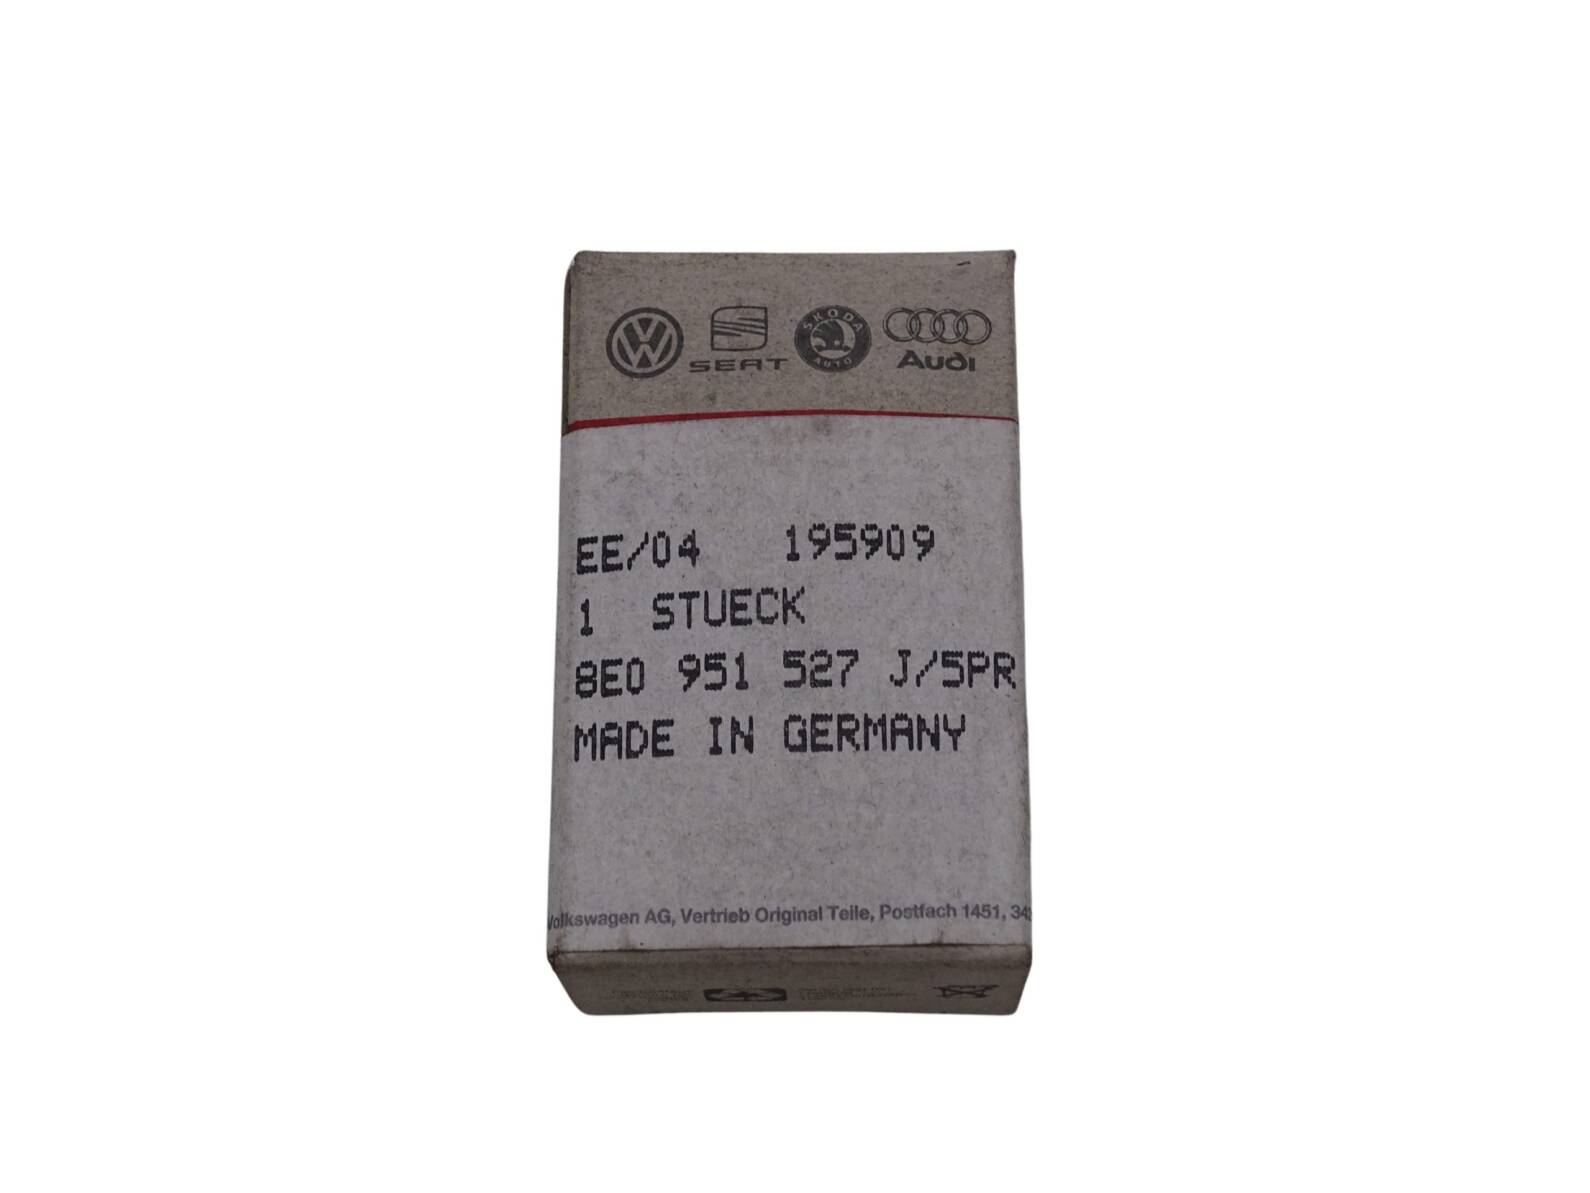 SEAT
SKODA
AUTO
Audi
EE/04 195909
1 STUECK
8E0 951 527 J/5PR
MADE IN GERMANY
Volkswagen AG, Vertrieb Original Teile, Postfach 1451, 34